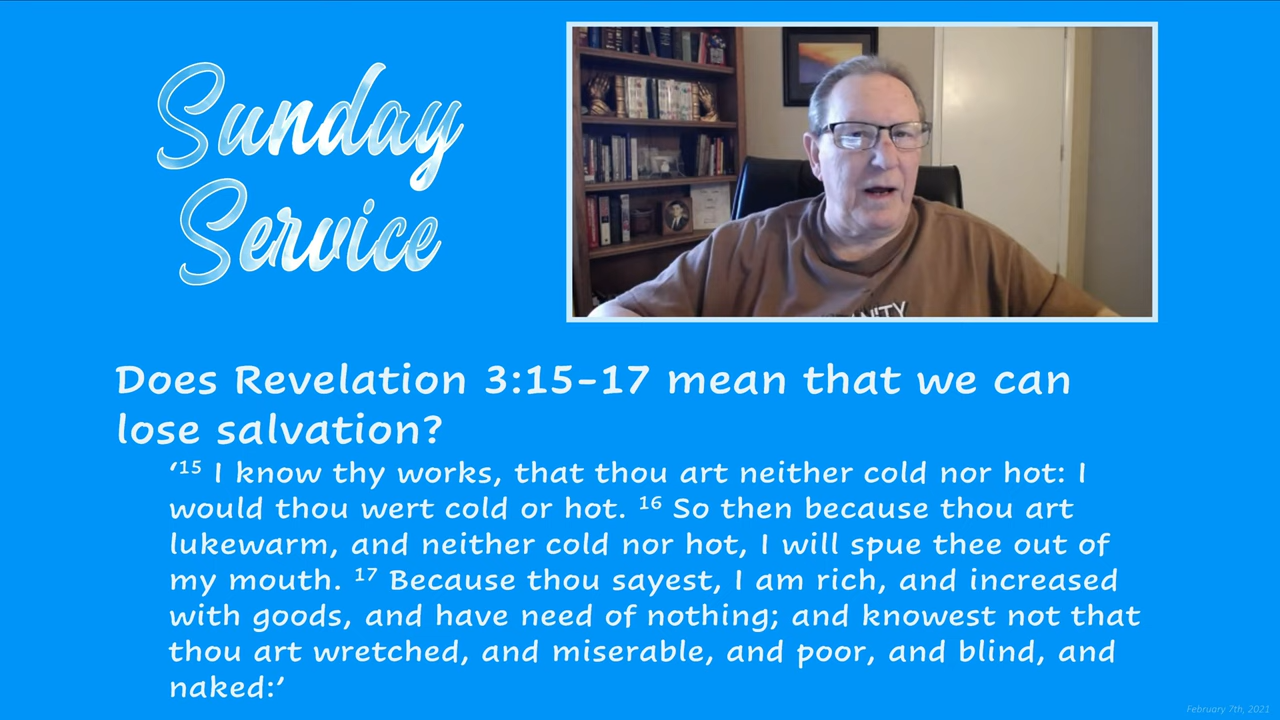 Sunday
Service
Does Revelation 3:15-17 mean that we can
lose salvation?
‘¹⁵ I know thy works, that thou art neither cold nor hot: I
would thou wert cold or hot. ¹⁶ So then because thou art
lukewarm, and neither cold nor hot, I will spue thee out of
my mouth. ¹⁷ Because thou sayest, I am rich, and increased
with goods, and have need of nothing; and knowest not that
thou art wretched, and miserable, and poor, and blind, and
naked:’
February 7th, 2021